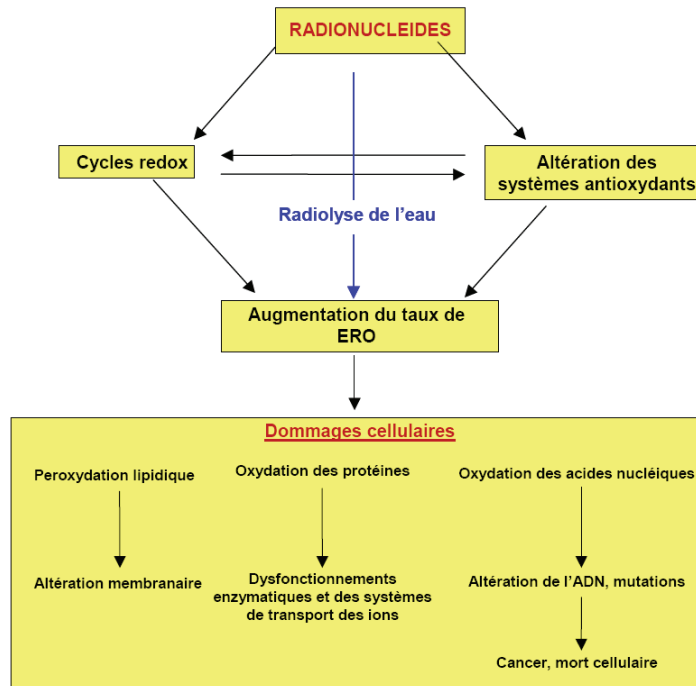 RADIONUCLEIDES
Cycles redox
Altération des
systèmes antioxydants
Radiolyse de l'eau
Augmentation du taux de
ERO
Dommages cellulaires
Peroxydation lipidique
Oxydation des protéines
Oxydation des acides nucléiques
Altération membranaire
Dysfonctionnements
enzymatiques et des systèmes
de transport des ions
Altération de l'ADN, mutations
Cancer, mort cellulaire